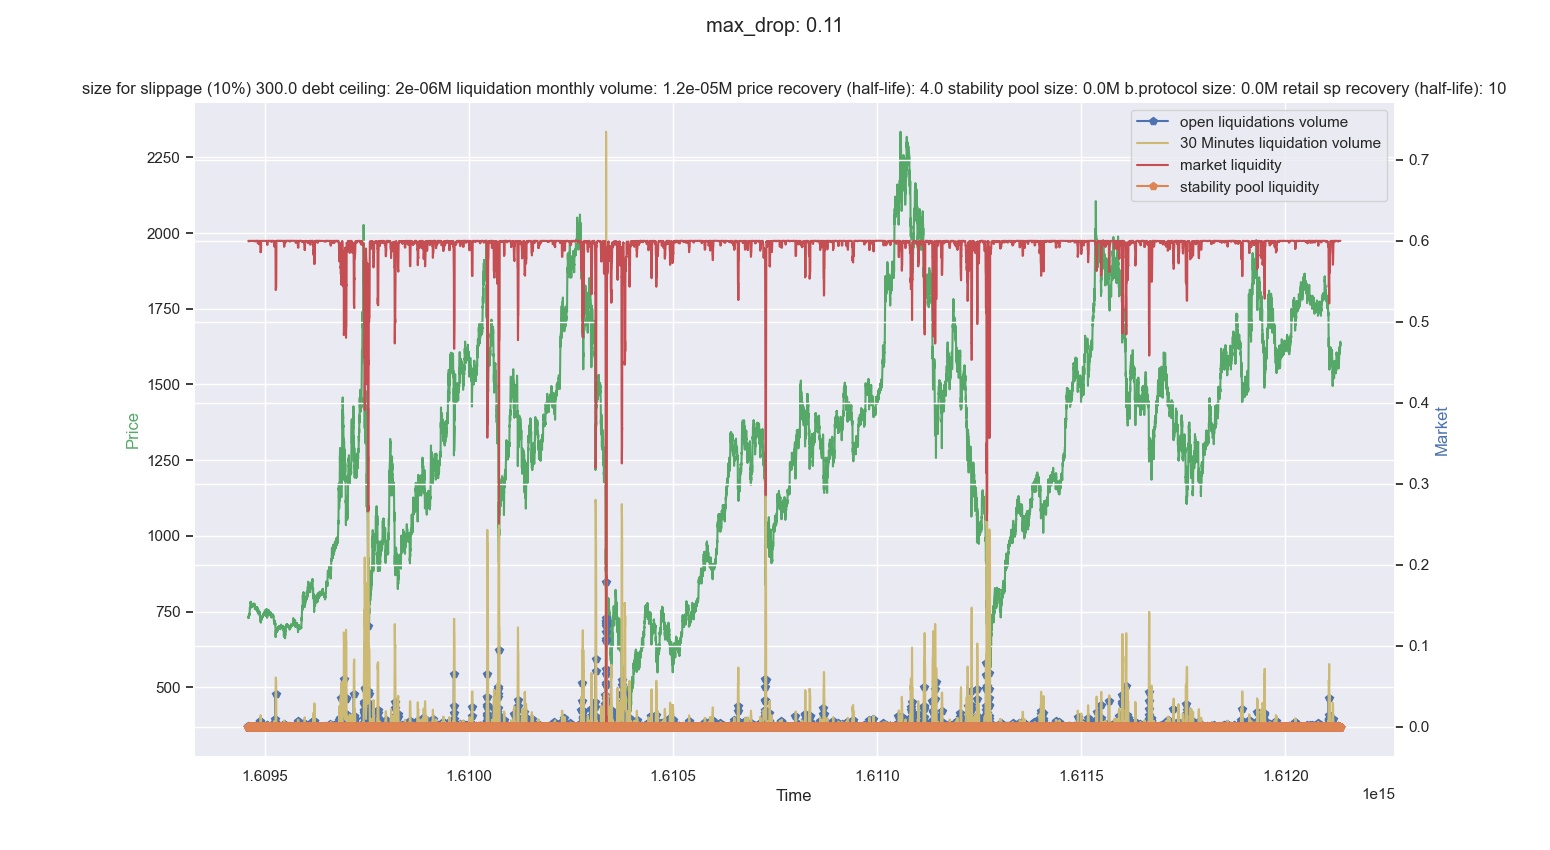 max_drop: 0.11
size for slippage (10%) 300.0 debt ceiling: 2e-06M liquidation monthly volume: 1.2e-05M price recovery (half-life): 4.0 stability pool size: 0.0M b.protocol size: 0.0M retail sp recovery (half-life): 10
open liquidations volume
30 Minutes liquidation volume
market liquidity
stability pool liquidity
2250
2000
1750
1500
1250
1000
750
500
Price
0.7
0.6
0.5
0.4
0.3
0.2
0.1
0.0
Market
1.6095 1.6100 1.6105 1.6110 1.6115 1.6120
Time
1e15